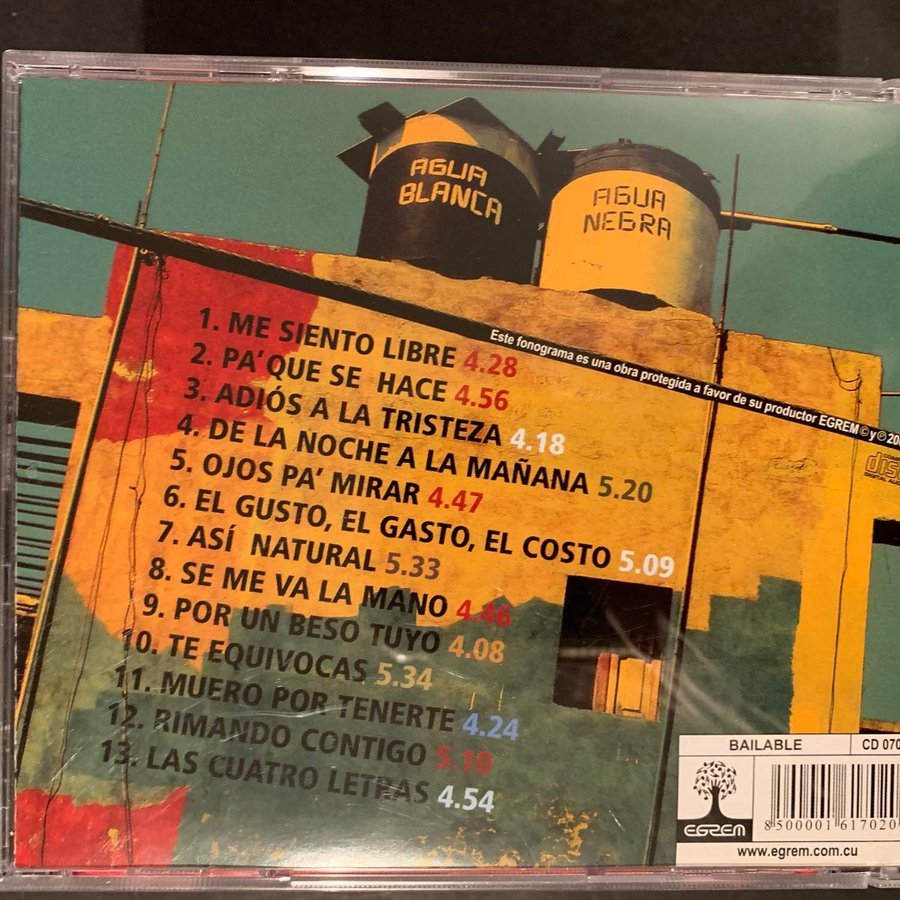 AGUA
BLANCA
AGUA
NEGRA
Este fonograma es una obra protegida a favor de su productor EGREM©y℗
1. ME SIENTO LIBRE 4.28
2. PA'QUE SE HACE 4.56
3. ADIÓS A LA TRISTEZA 4.18
4. DE LA NOCHE A LA MAÑANA 5.20
5. OJOS PA' MIRAR 4.47
6. EL GUSTO, EL GASTO, EL COSTO 5.09
7. ASÍ NATURAL 5.33
8. SE ME VA LA MANO 4.46
9. POR UN BESO TUYO 4.08
10. TE EQUIVOCAS 5.34
11. MUERO POR TENERTE 4.24
12. RIMANDO CONTIGO 5.10
13. LAS CUATRO LETRAS 4.54
BAILABLE
CD 070
EGREM
8500001617020
www.egrem.com.cu